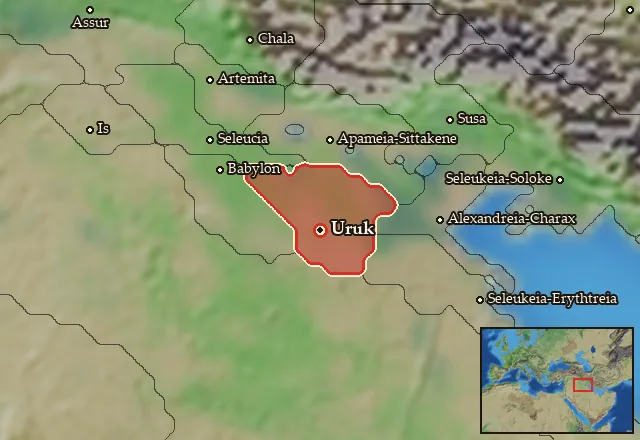 Assur
Chala
Artemita
Is
Susa
Seleucia
Apameia-Sittakene
Babylon
Seleukeia-Soloke
Alexandreia-Charax
Uruk
Seleukeia-Erythtreia